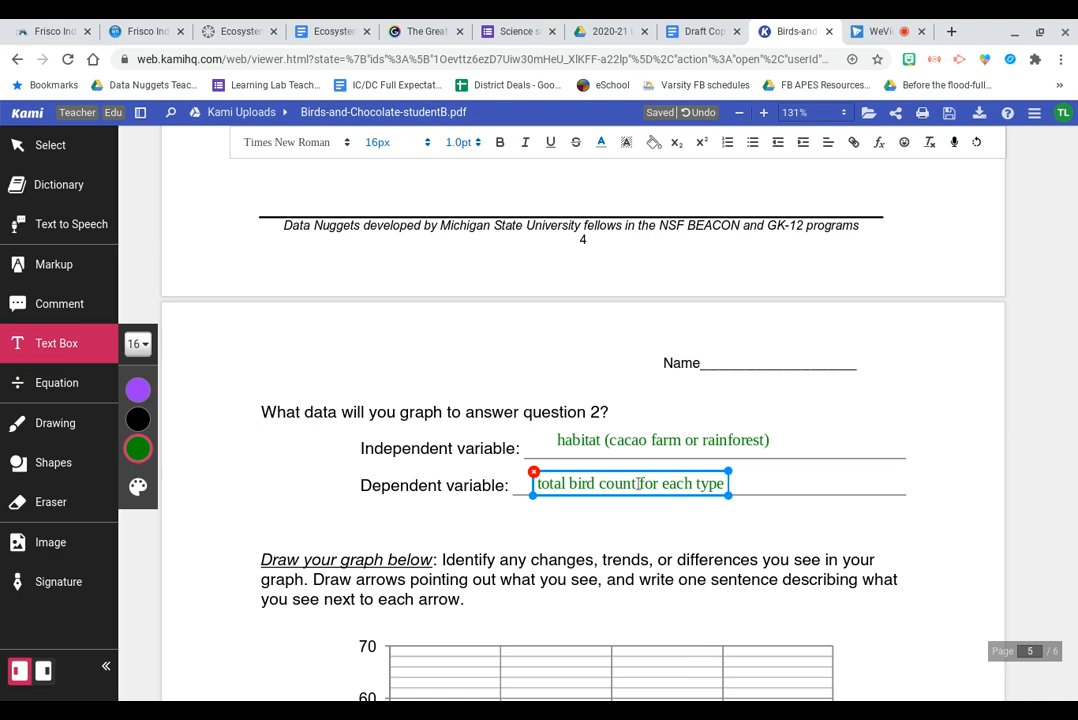 Frisco Ind
Frisco Ind
Ecosystem
Ecosystem
The Great
Science s
2020-21 L
Draft Cop
Birds-and
WeVi
web.kamihq.com/web/viewer.html?state=%7B"ids"%3A%5B"1Oevttz6ezD7Uiw30mHeU_XlKFF-a22lp"%5D%2C"action"%3A"open"%2C"userId"...
Bookmarks
Data Nuggets Teac...
Learning Lab Teach...
IC/DC Full Expectat...
District Deals - Goo...
eSchool
Varsity FB schedules
FB APES Resources...
Before the flood-full...
»
Kami
Teacher
Edu
Kami Uploads
>
Birds-and-Chocolate-studentB.pdf
Saved
Undo
131%
TL
Select
Dictionary
Text to Speech
Markup
Comment
Text Box
Equation
Drawing
Shapes
Eraser
Image
Signature
16
Times New Roman
16px
1.0pt
B I U S A A X₂ X²
Data Nuggets developed by Michigan State University fellows in the NSF BEACON and GK-12 programs
4
Name_________________
What data will you graph to answer question 2?
Independent variable: habitat (cacao farm or rainforest)
Dependent variable: total bird count for each type
Draw your graph below: Identify any changes, trends, or differences you see in your
graph. Draw arrows pointing out what you see, and write one sentence describing what
you see next to each arrow.
70
60
Page 5 / 6